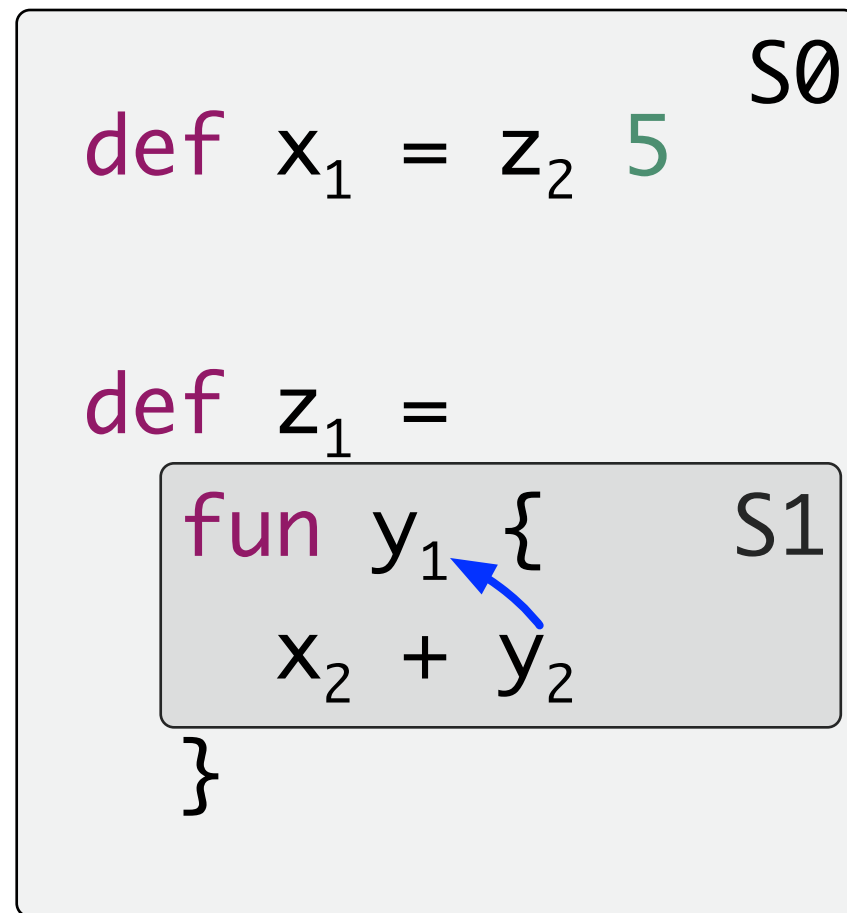 S0
def x₁ = z₂ 5
def z₁ =
fun y₁ { S1
x₂ + y₂
}